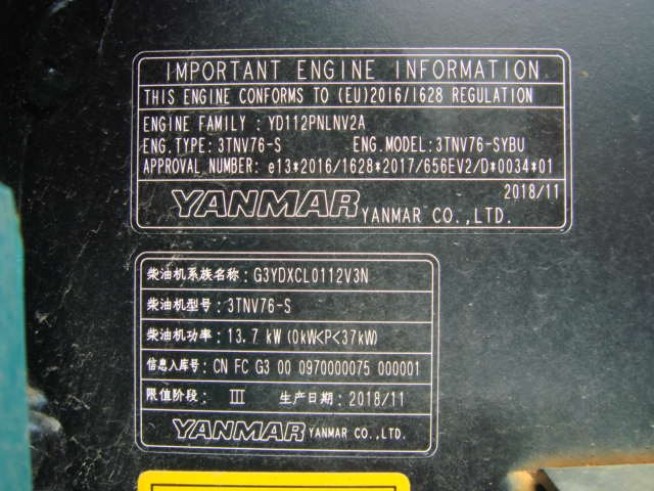 IMPORTANT ENGINE INFORMATION
THIS ENGINE CONFORMS TO (EU)2016/1628 REGULATION
ENGINE FAMILY : YD112PNLNV2A
ENG.TYPE: 3TNV76-S ENG.MODEL:3TNV76-SYBU
APPROVAL NUMBER: e13*2016/1628*2017/656EV2/D*0034*01
2018/11
YANMAR YANMAR CO.,LTD.
柴油机系族名称: G3YDXCL0112V3N
柴油机型号: 3TNV76-S
柴油机功率: 13.7 kW (0kW<P<37kW)
信息入库号: CN FC G3 00 0970000075 000001
限值阶段: III 生产日期: 2018/11
YANMAR YANMAR CO.,LTD.